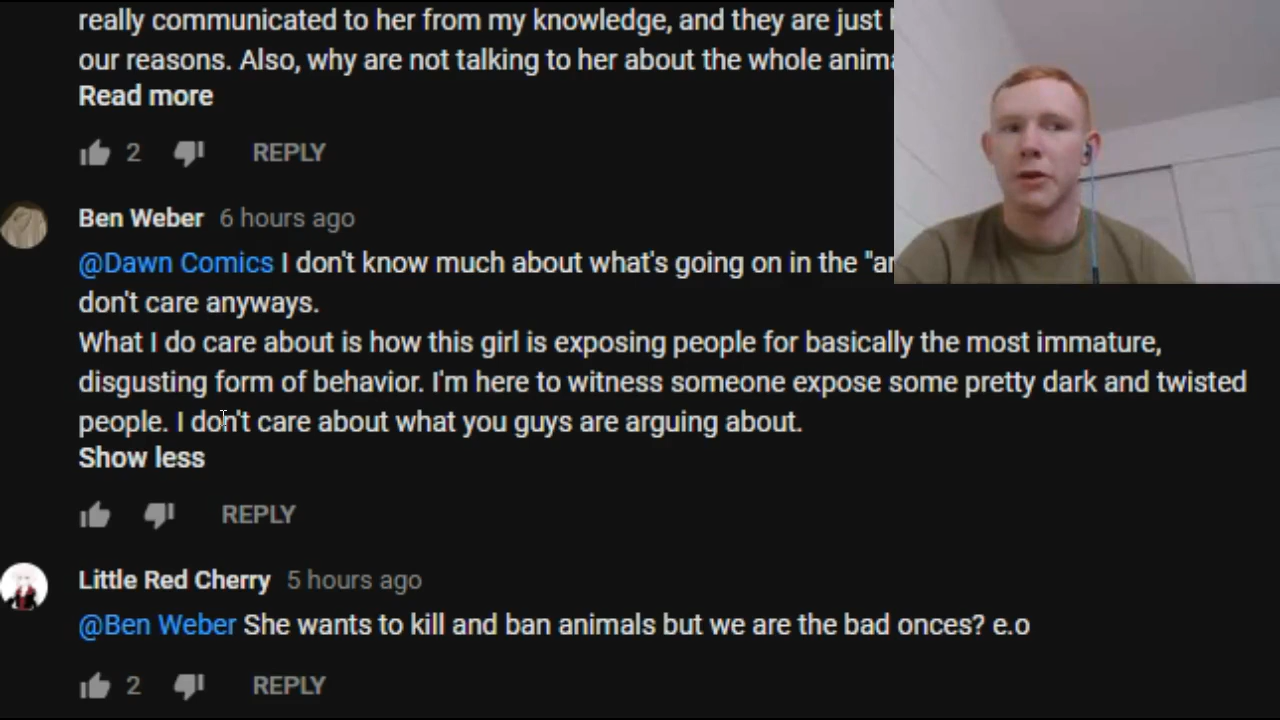 really communicated to her from my knowledge, and they are just
our reasons. Also, why are not talking to her about the whole
Read more
2 REPLY
Ben Weber 6 hours ago
@Dawn Comics I don't know much about what's going on in the
don't care anyways.
What I do care about is how this girl is exposing people for basically the most immature,
disgusting form of behavior. I'm here to witness someone expose some pretty dark and twisted
people. I don't care about what you guys are arguing about.
Show less
REPLY
Little Red Cherry 5 hours ago
@Ben Weber She wants to kill and ban animals but we are the bad onces? e.o
2 REPLY